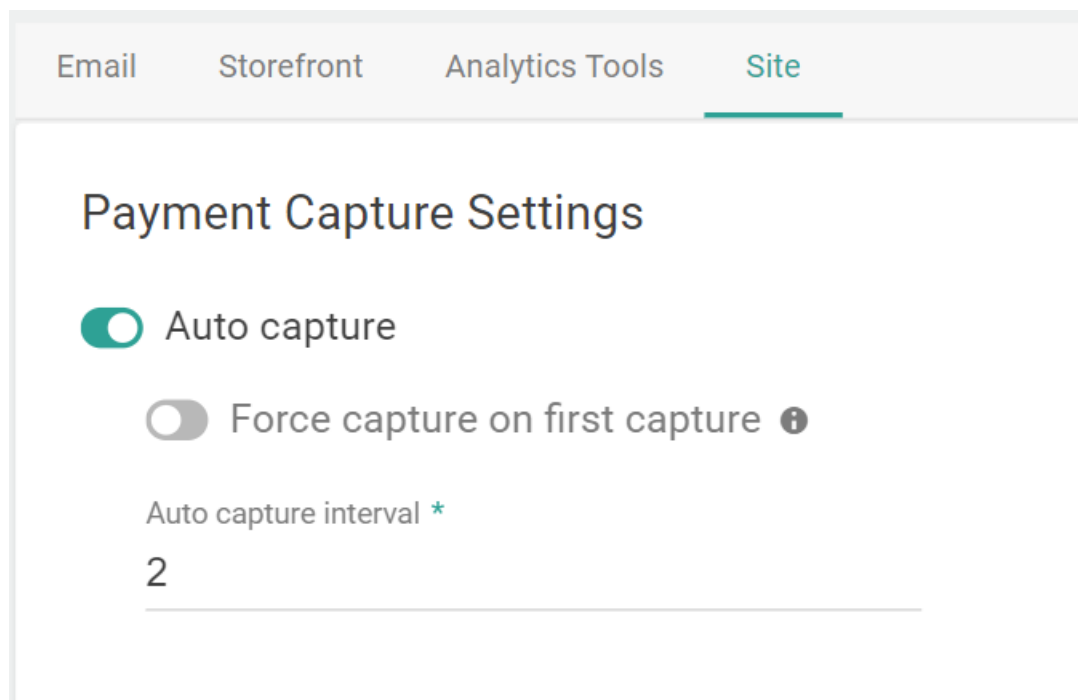 Email Storefront Analytics Tools Site
Payment Capture Settings
Auto capture
Force capture on first capture
Auto capture interval *
2